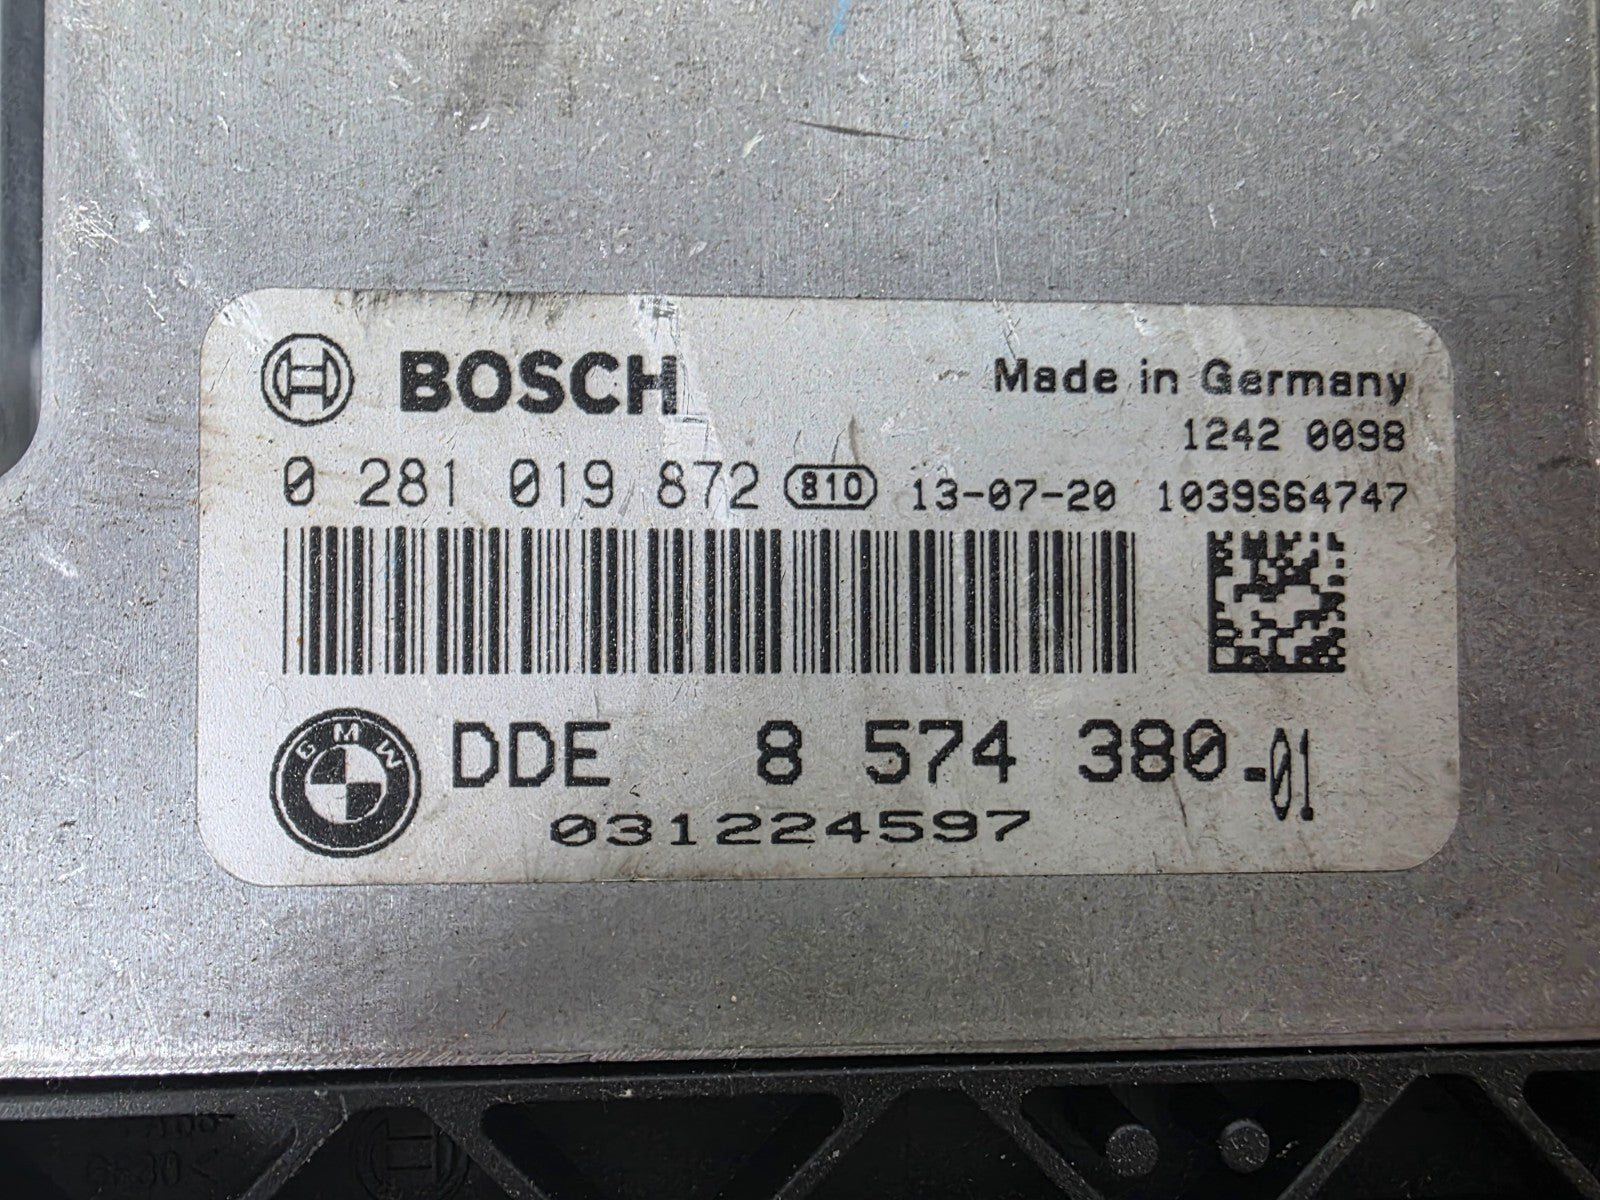 BOSCH
Made in Germany
1242 0098
0 281 019 872 810 13-07-20 1039S64747
BMW DDE 8 574 380-01
031224597